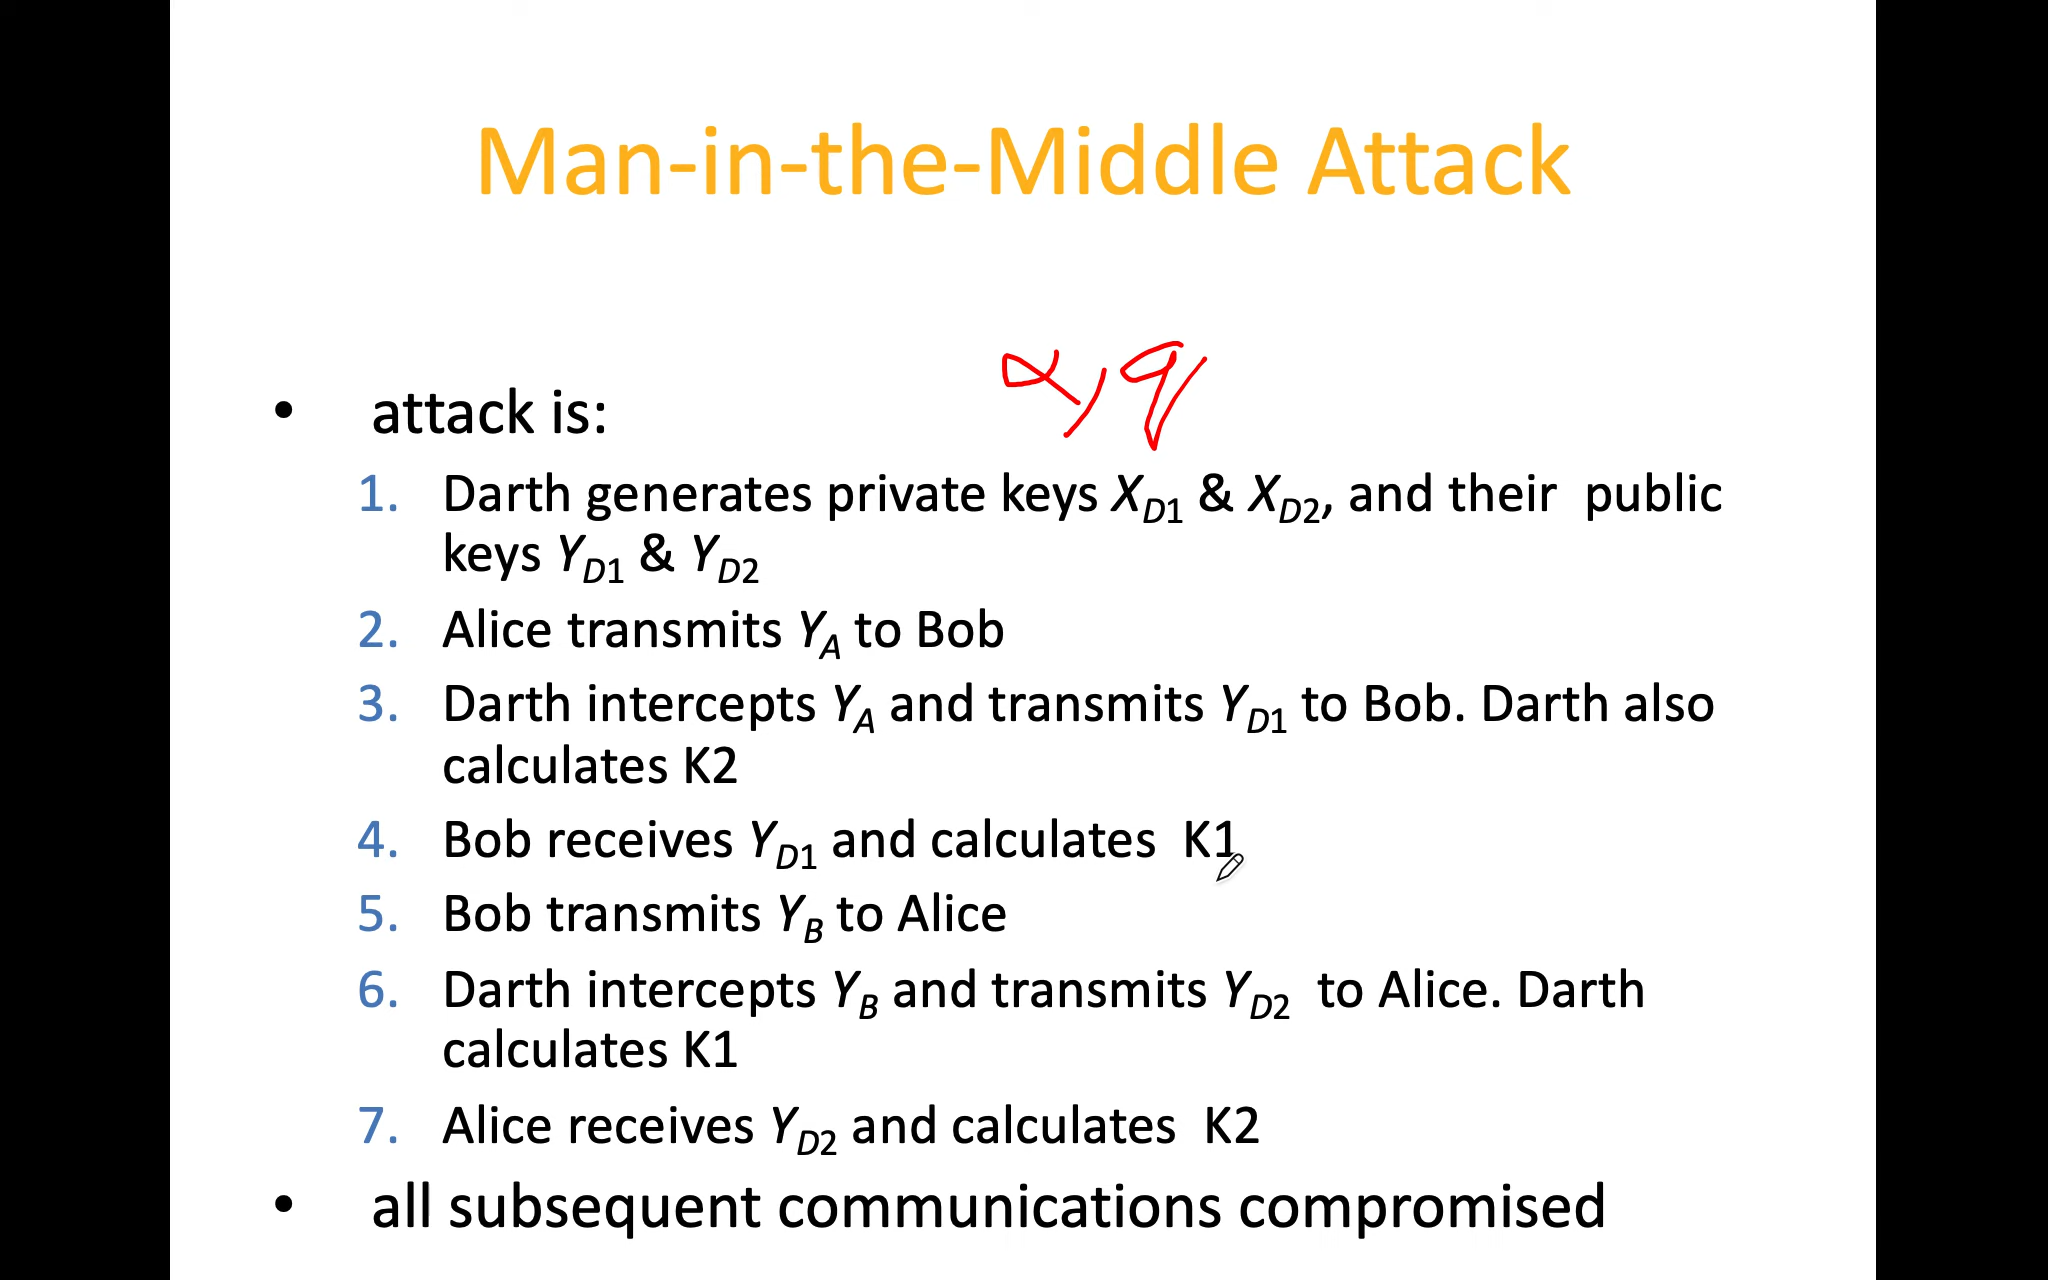 Man-in-the-Middle Attack
α, q
• attack is:
1. Darth generates private keys X_D1 & X_D2, and their public
keys Y_D1 & Y_D2
2. Alice transmits Y_A to Bob
3. Darth intercepts Y_A and transmits Y_D1 to Bob. Darth also
calculates K2
4. Bob receives Y_D1 and calculates K1
5. Bob transmits Y_B to Alice
6. Darth intercepts Y_B and transmits Y_D2 to Alice. Darth
calculates K1
7. Alice receives Y_D2 and calculates K2
• all subsequent communications compromised